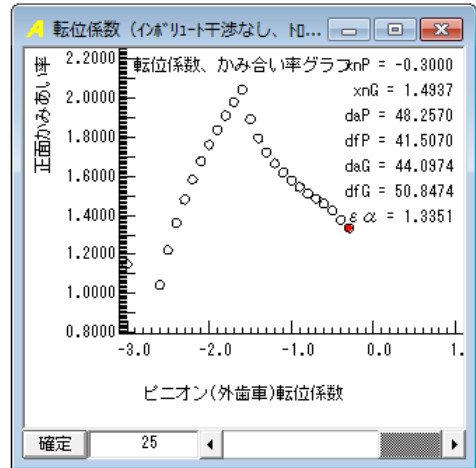 転位係数 (インボリュート干渉なし、トロ...
転位係数、かみ合い率グラフ
xnP = -0.3000
xnG = 1.4937
daP = 48.2570
dfP = 41.5070
daG = 44.0974
dfG = 50.8474
εα = 1.3351
正面かみあい率
2.2000
2.0000
1.8000
1.6000
1.4000
1.2000
1.0000
0.8000
-3.0 -2.0 -1.0 0.0 1.
ピニオン(外歯車)転位係数
確定 25